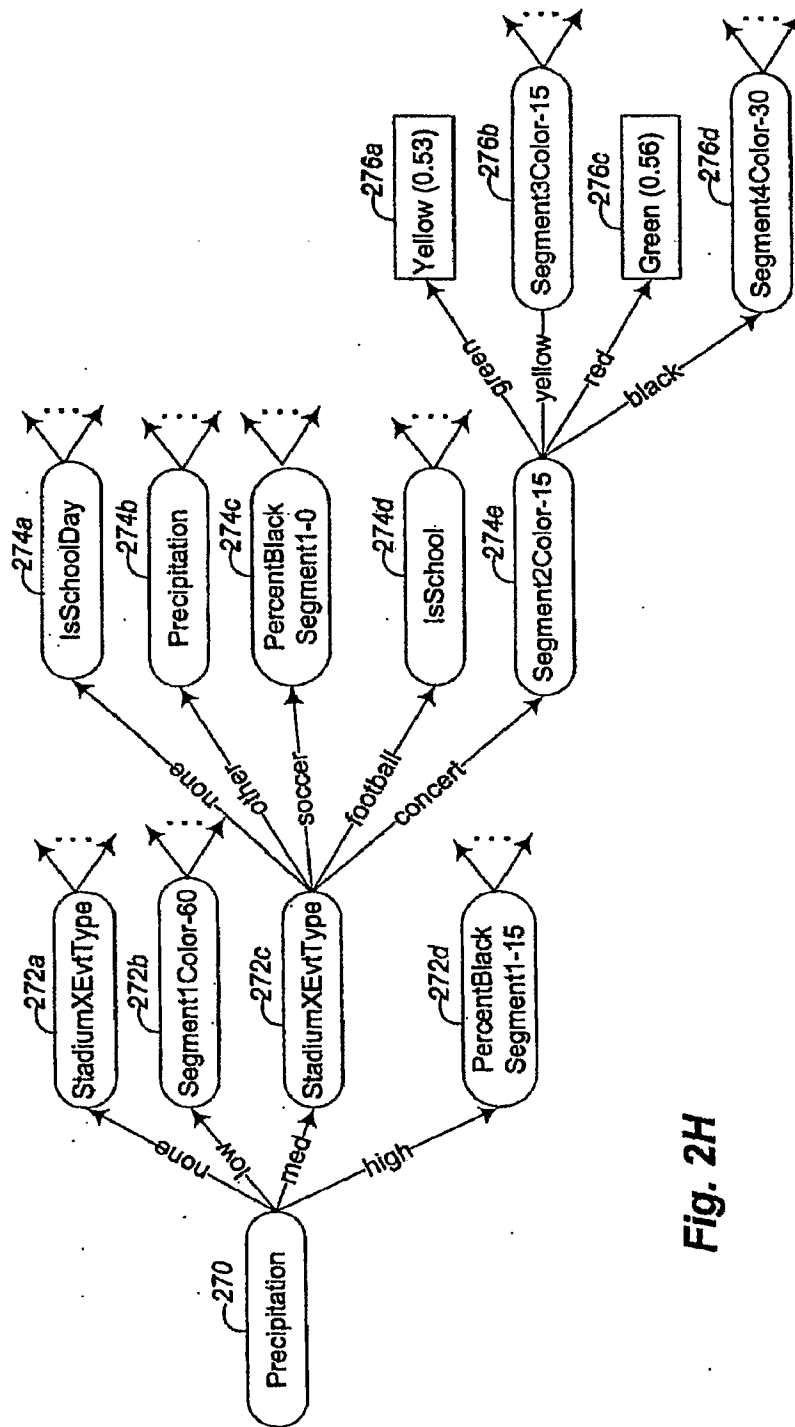 270
Precipitation
none
low
med
high
272a
StadiumXEvtType
272b
Segment1Color-60
272c
StadiumXEvtType
272d
PercentBlack
Segment1-15
none
other
soccer
football
concert
274a
IsSchoolDay
274b
Precipitation
274c
PercentBlack
Segment1-0
274d
IsSchool
274e
Segment2Color-15
green
yellow
red
black
276a
Yellow (0.53)
276b
Segment3Color-15
276c
Green (0.56)
276d
Segment4Color-30
Fig. 2H